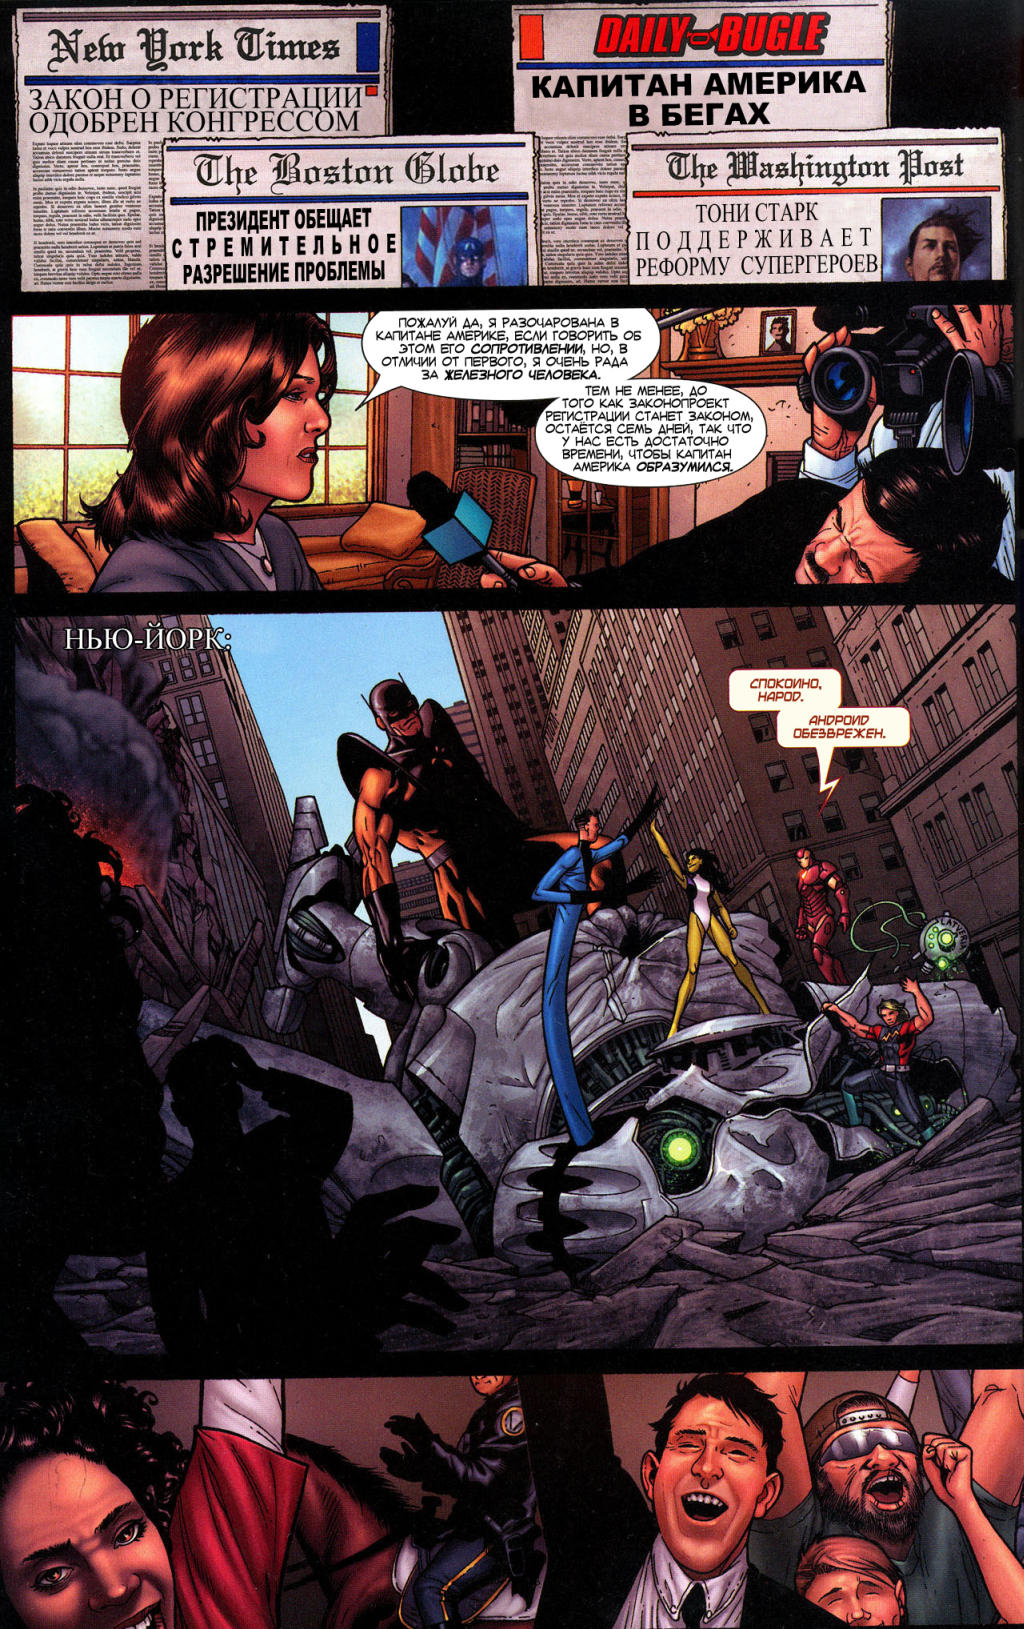 New York Times
ЗАКОН О РЕГИСТРАЦИИ
ОДОБРЕН КОНГРЕССОМ
DAILY BUGLE
КАПИТАН АМЕРИКА
В БЕГАХ
The Boston Globe
ПРЕЗИДЕНТ ОБЕЩАЕТ
СТРЕМИТЕЛЬНОЕ
РАЗРЕШЕНИЕ ПРОБЛЕМЫ
The Washington Post
ТОНИ СТАРК
ПОДДЕРЖИВАЕТ
РЕФОРМУ СУПЕРГЕРОЕВ
ПОЖАЛУЙ ДА, Я РАЗОЧАРОВАНА В
КАПИТАНЕ АМЕРИКЕ, ЕСЛИ ГОВОРИТЬ ОБ
ЭТОМ ЕГО СОПРОТИВЛЕНИИ, НО, В
ОТЛИЧИИ ОТ ПЕРВОГО, Я ОЧЕНЬ РАДА
ЗА ЖЕЛЕЗНОГО ЧЕЛОВЕКА.
ТЕМ НЕ МЕНЕЕ, ДО
ТОГО КАК ЗАКОНОПРОЕКТ
РЕГИСТРАЦИИ СТАНЕТ ЗАКОНОМ,
ОСТАЁТСЯ СЕМЬ ДНЕЙ, ТАК ЧТО
У НАС ЕСТЬ ДОСТАТОЧНО
ВРЕМЕНИ, ЧТОБЫ КАПИТАН
АМЕРИКА ОБРАЗУМИЛСЯ.
НЬЮ-ЙОРК:
СПОКОЙНО,
НАРОД.
ANDROID
ОБЕЗВРЕЖЕН.
LATVERIA